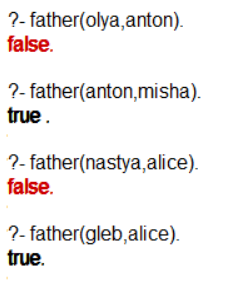 ?- father(olya,anton).
false.
?- father(anton,misha).
true .
?- father(nastya,alice).
false.
?- father(gleb,alice).
true.